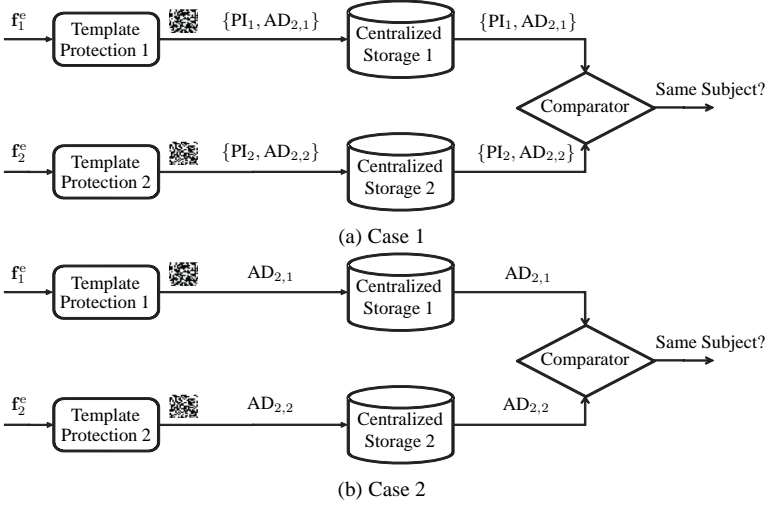 f₁ᵉ
Template
Protection 1
{PI₁, AD₂,₁}
Centralized
Storage 1
{PI₁, AD₂,₁}
Comparator
Same Subject?
f₂ᵉ
Template
Protection 2
{PI₂, AD₂,₂}
Centralized
Storage 2
{PI₂, AD₂,₂}
(a) Case 1
f₁ᵉ
Template
Protection 1
AD₂,₁
Centralized
Storage 1
AD₂,₁
Comparator
Same Subject?
f₂ᵉ
Template
Protection 2
AD₂,₂
Centralized
Storage 2
AD₂,₂
(b) Case 2